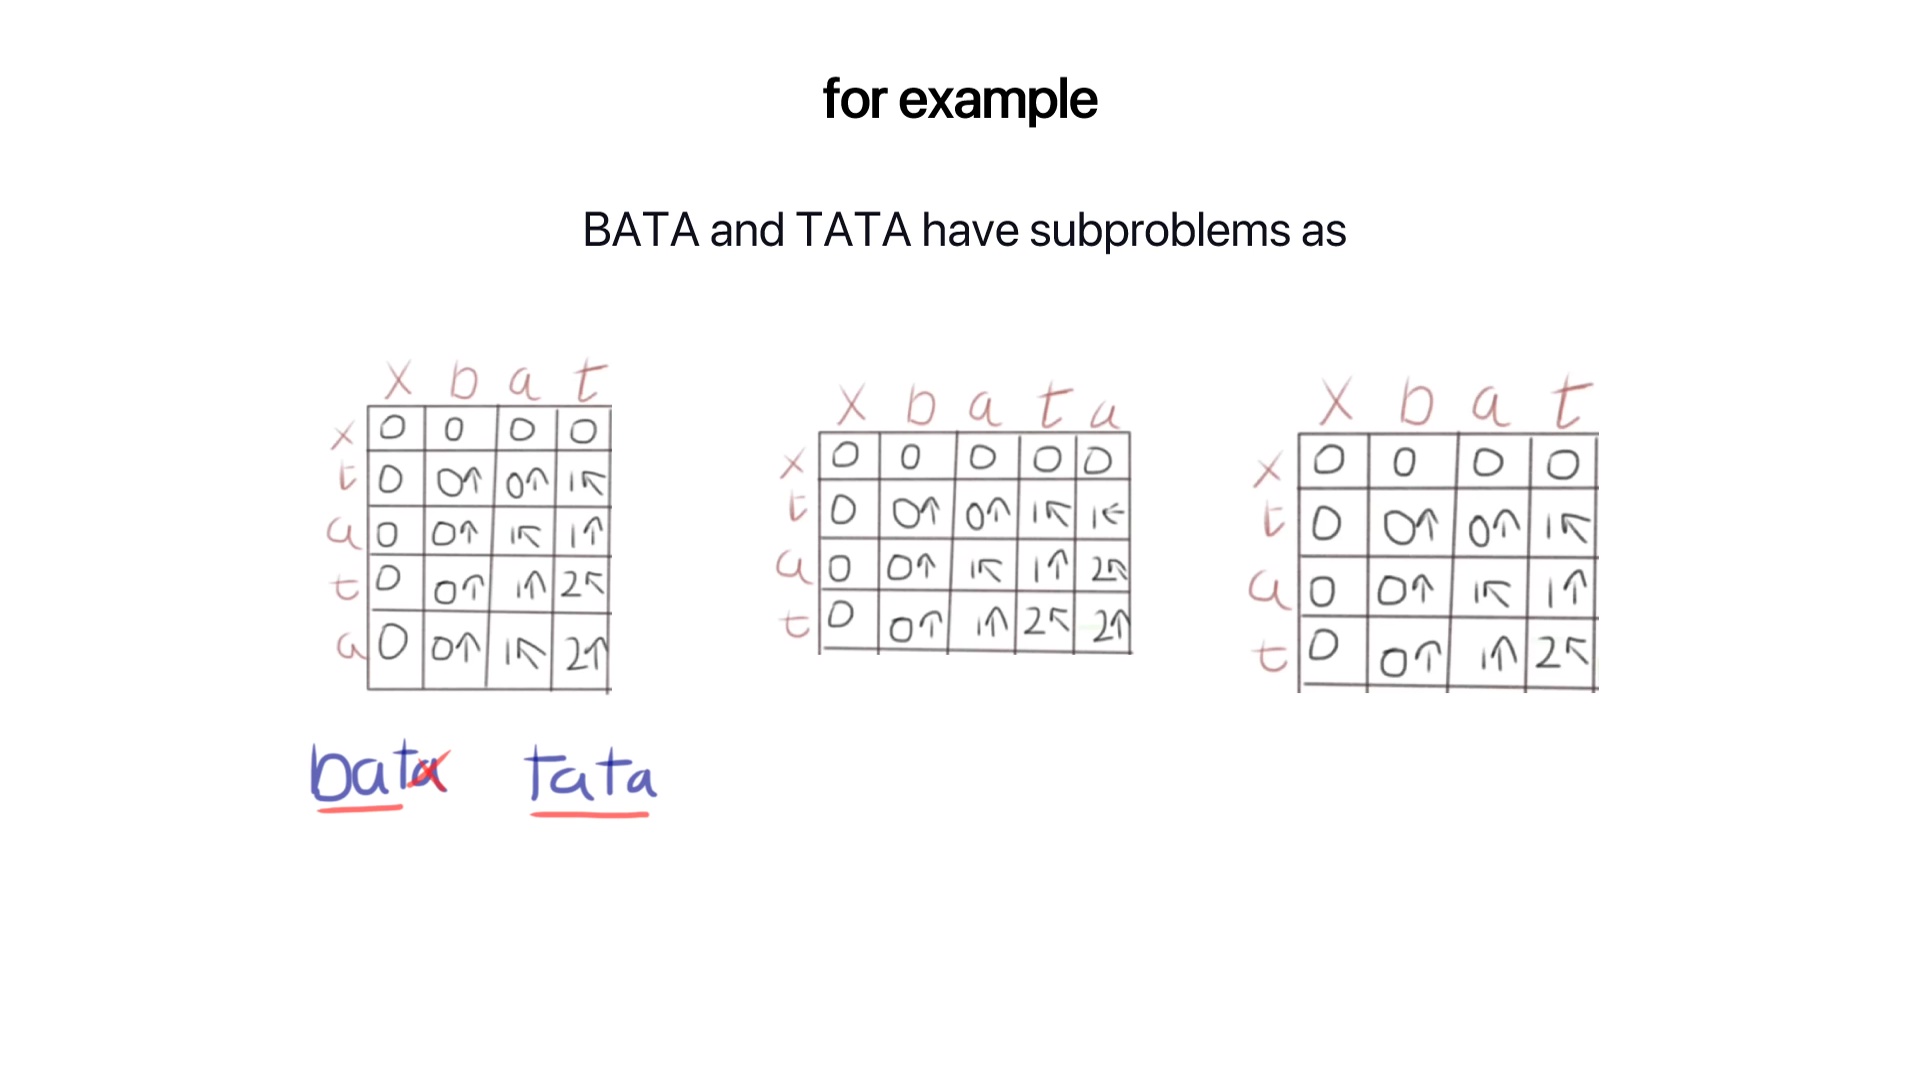 for example
BATA and TATA have subproblems as
x b a t
x 0 0 0 0
t 0 0↑ 0↑ 1↖
a 0 0↑ 1↖ 1↑
t 0 0↑ 1↑ 2↖
a 0 0↑ 1↖ 2↑
x b a t a
x 0 0 0 0 0
t 0 0↑ 0↑ 1↖ 1←
a 0 0↑ 1↖ 1↑ 2↖
t 0 0↑ 1↑ 2↖ 2↑
x b a t
x 0 0 0 0
t 0 0↑ 0↑ 1↖
a 0 0↑ 1↖ 1↑
t 0 0↑ 1↑ 2↖
bata tata